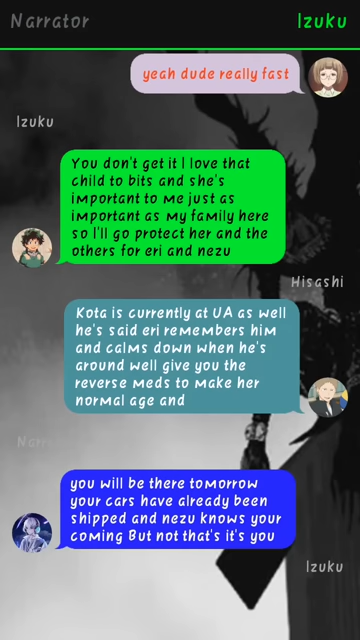 Narrator
Izuku
yeah dude really fast
Izuku
You don't get it I love that
child to bits and she's
important to me just as
important as my family here
so I'll go protect her and the
others for eri and nezu
Hisashi
Kota is currently at UA as well
he's said eri remembers him
and calms down when he's
around well give you the
reverse meds to make her
normal age and
Narr
you will be there tomorrow
your cars have already been
shipped and nezu knows your
coming But not that's it's you
Izuku